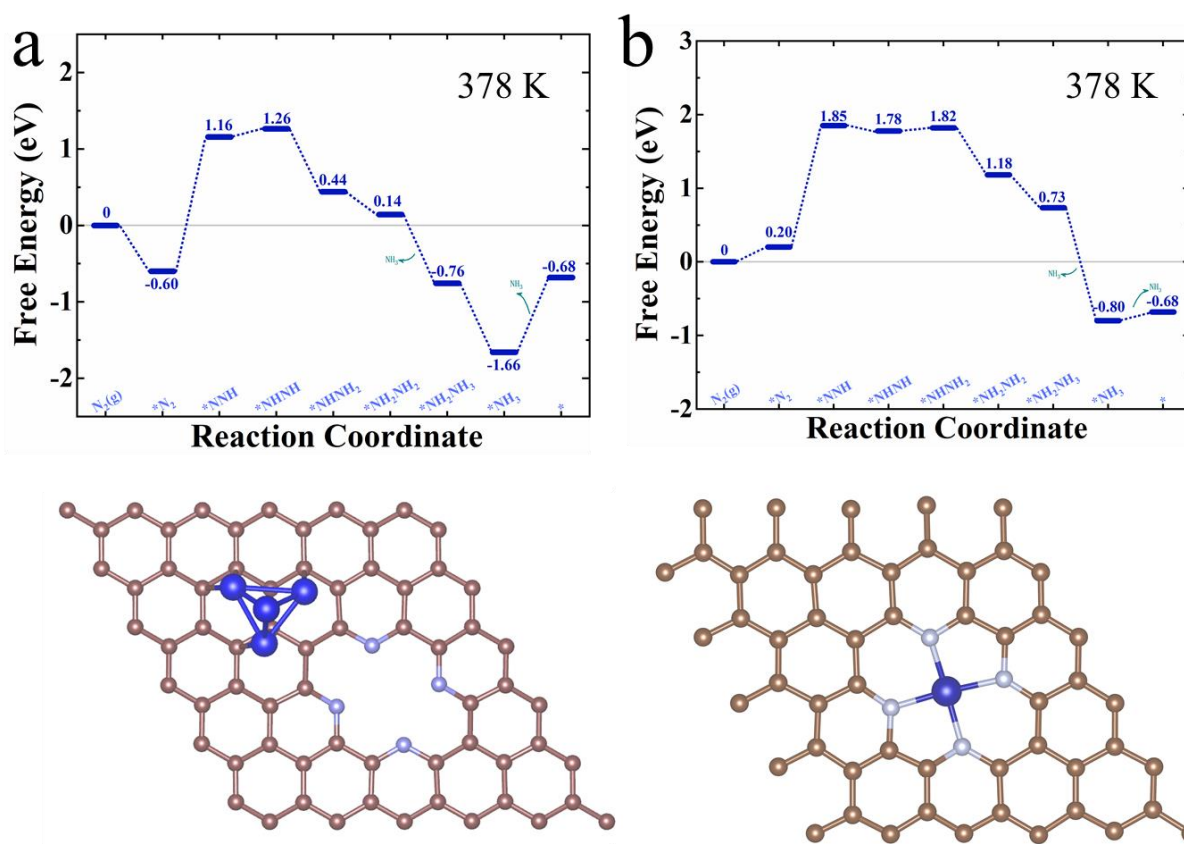 a
378 K
Free Energy (eV)
2
1
0
-1
-2
0
-0.60
1.16
1.26
0.44
0.14
NH₃
-0.76
NH₃
-1.66
-0.68
N₂(g)
*N₂
*NNH
*NHNH
*NHNH₂
*NH₂NH₂
*NH₂NH₃
*NH₃
*
Reaction Coordinate
b
378 K
Free Energy (eV)
3
2
1
0
-1
-2
0
0.20
1.85
1.78
1.82
1.18
0.73
NH₃
-0.80
NH₃
-0.68
N₂(g)
*N₂
*NNH
*NHNH
*NHNH₂
*NH₂NH₂
*NH₂NH₃
*NH₃
*
Reaction Coordinate